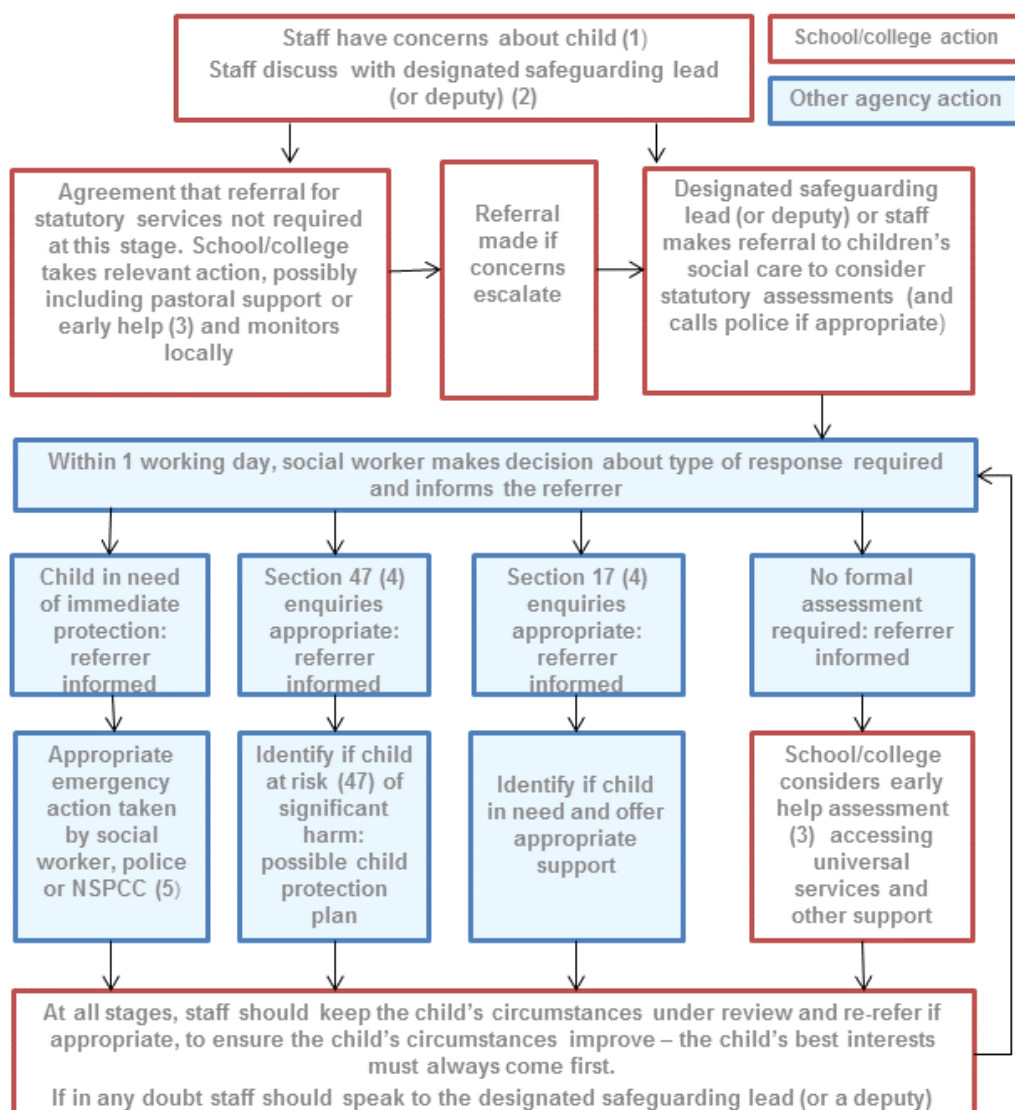 Staff have concerns about child (1)
Staff discuss with designated safeguarding lead
(or deputy) (2)
School/college action
Other agency action
Agreement that referral for
statutory services not required
at this stage. School/college
takes relevant action, possibly
including pastoral support or
early help (3) and monitors
locally
Referral
made if
concerns
escalate
Designated safeguarding
lead (or deputy) or staff
makes referral to children’s
social care to consider
statutory assessments (and
calls police if appropriate)
Within 1 working day, social worker makes decision about type of response required
and informs the referrer
Child in need
of immediate
protection:
referrer
informed
Section 47 (4)
enquiries
appropriate:
referrer
informed
Section 17 (4)
enquiries
appropriate:
referrer
informed
No formal
assessment
required: referrer
informed
Appropriate
emergency
action taken
by social
worker, police
or NSPCC (5)
Identify if child
at risk (47) of
significant
harm:
possible child
protection
plan
Identify if child
in need and offer
appropriate
support
School/college
considers early
help assessment
(3) accessing
universal
services and
other support
At all stages, staff should keep the child’s circumstances under review and re-refer if
appropriate, to ensure the child’s circumstances improve – the child’s best interests
must always come first.
If in any doubt staff should speak to the designated safeguarding lead (or a deputy)